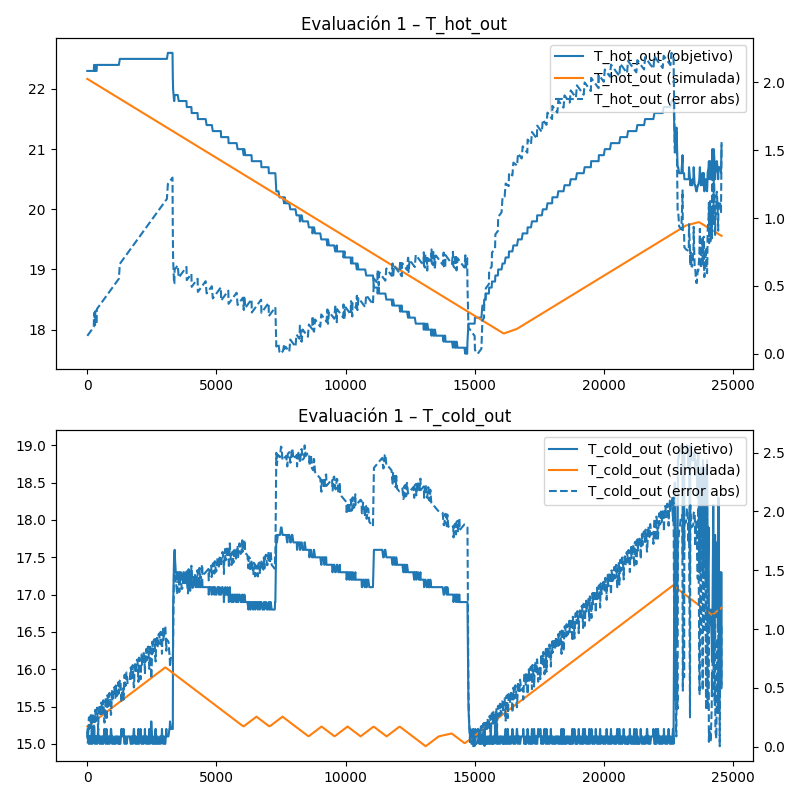 Evaluación 1 – T_hot_out
T_hot_out (objetivo)
T_hot_out (simulada)
T_hot_out (error abs)
22
21
20
19
18
2.0
1.5
1.0
0.5
0.0
0 5000 10000 15000 20000 25000
Evaluación 1 – T_cold_out
T_cold_out (objetivo)
T_cold_out (simulada)
T_cold_out (error abs)
19.0
18.5
18.0
17.5
17.0
16.5
16.0
15.5
15.0
2.5
2.0
1.5
1.0
0.5
0.0
0 5000 10000 15000 20000 25000